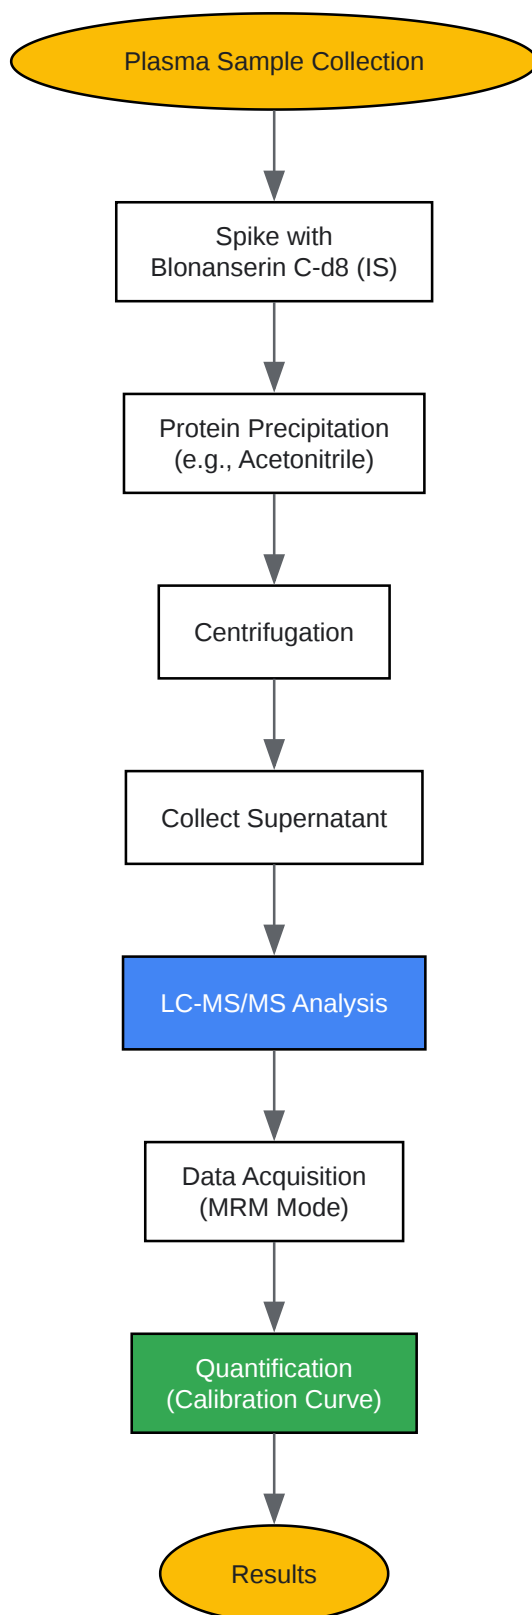 Plasma Sample Collection
Spike with
Blonanserin C-d8 (IS)
Protein Precipitation
(e.g., Acetonitrile)
Centrifugation
Collect Supernatant
LC-MS/MS Analysis
Data Acquisition
(MRM Mode)
Quantification
(Calibration Curve)
Results